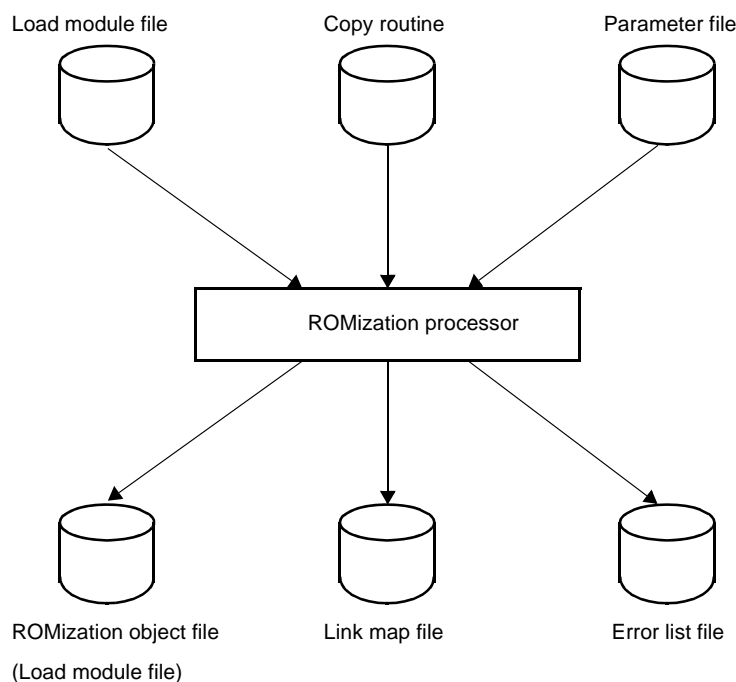 Load module file
Copy routine
Parameter file
ROMization processor
ROMization object file
(Load module file)
Link map file
Error list file